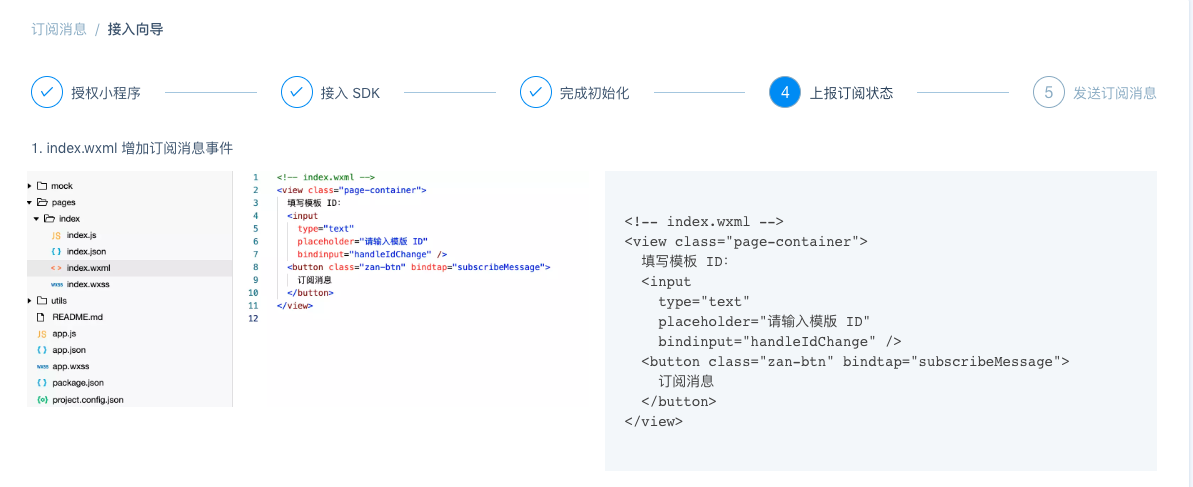 订阅消息 / 接入向导
授权小程序
接入 SDK
完成初始化
4 上报订阅状态
5 发送订阅消息
1. index.wxml 增加订阅消息事件
mock
pages
index
JS index.js
{ } index.json
< > index.wxml
wxss index.wxss
utils
README.md
JS app.js
{ } app.json
wxss app.wxss
{ } package.json
{o} project.config.json
1 <!-- index.wxml -->
2 <view class="page-container">
3 填写模板 ID:
4 <input
5 type="text"
6 placeholder="请输入模版 ID"
7 bindinput="handleIdChange" />
8 <button class="zan-btn" bindtap="subscribeMessage">
9 订阅消息
10 </button>
11 </view>
12
<!-- index.wxml -->
<view class="page-container">
填写模板 ID:
<input
type="text"
placeholder="请输入模版 ID"
bindinput="handleIdChange" />
<button class="zan-btn" bindtap="subscribeMessage">
订阅消息
</button>
</view>